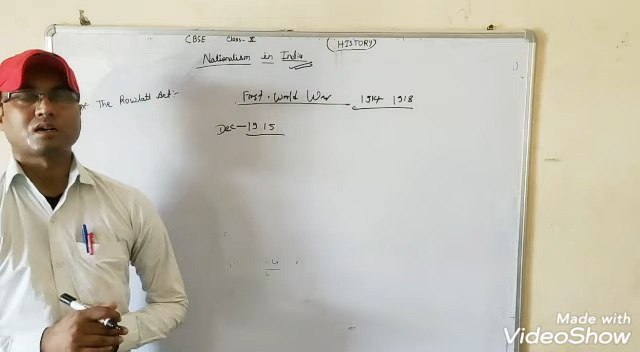 CBSE Class-X (HISTORY)
Nationalism in India
* The Rowlatt Act:-
First World War 1914 1918
Dec-1915
Made with
VideoShow